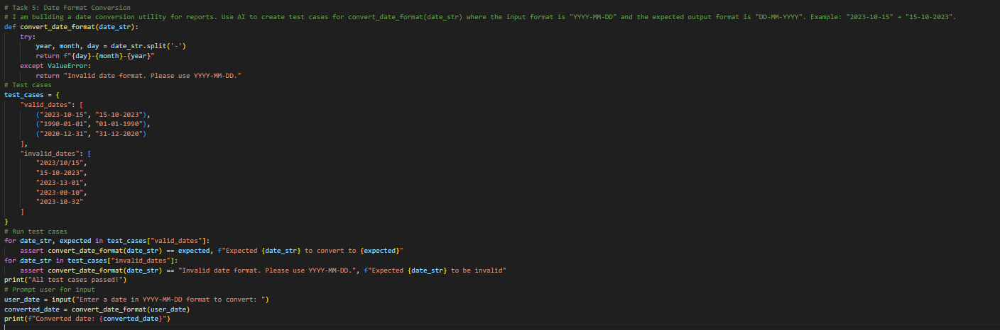 # Task 5: Date Format Conversion
# I am building a date conversion utility for reports. Use AI to create test cases for convert_date_format(date_str) where the input format is "YYYY-MM-DD" and the expected output format is "DD-MM-YYYY". Example: "2023-10-15" → "15-10-2023".
def convert_date_format(date_str):
    try:
        year, month, day = date_str.split('-')
        return f"{day}-{month}-{year}"
    except ValueError:
        return "Invalid date format. Please use YYYY-MM-DD."
# Test cases
test_cases = {
    "valid_dates": [
        ("2023-10-15", "15-10-2023"),
        ("1990-01-01", "01-01-1990"),
        ("2020-12-31", "31-12-2020")
    ],
    "invalid_dates": [
        "2023/10/15",
        "15-10-2023",
        "2023-13-01",
        "2023-00-10",
        "2023-10-32"
    ]
}
# Run test cases
for date_str, expected in test_cases["valid_dates"]:
    assert convert_date_format(date_str) == expected, f"Expected {date_str} to convert to {expected}"
for date_str in test_cases["invalid_dates"]:
    assert convert_date_format(date_str) == "Invalid date format. Please use YYYY-MM-DD.", f"Expected {date_str} to be invalid"
print("All test cases passed!")
# Prompt user for input
user_date = input("Enter a date in YYYY-MM-DD format to convert: ")
converted_date = convert_date_format(user_date)
print(f"Converted date: {converted_date}")